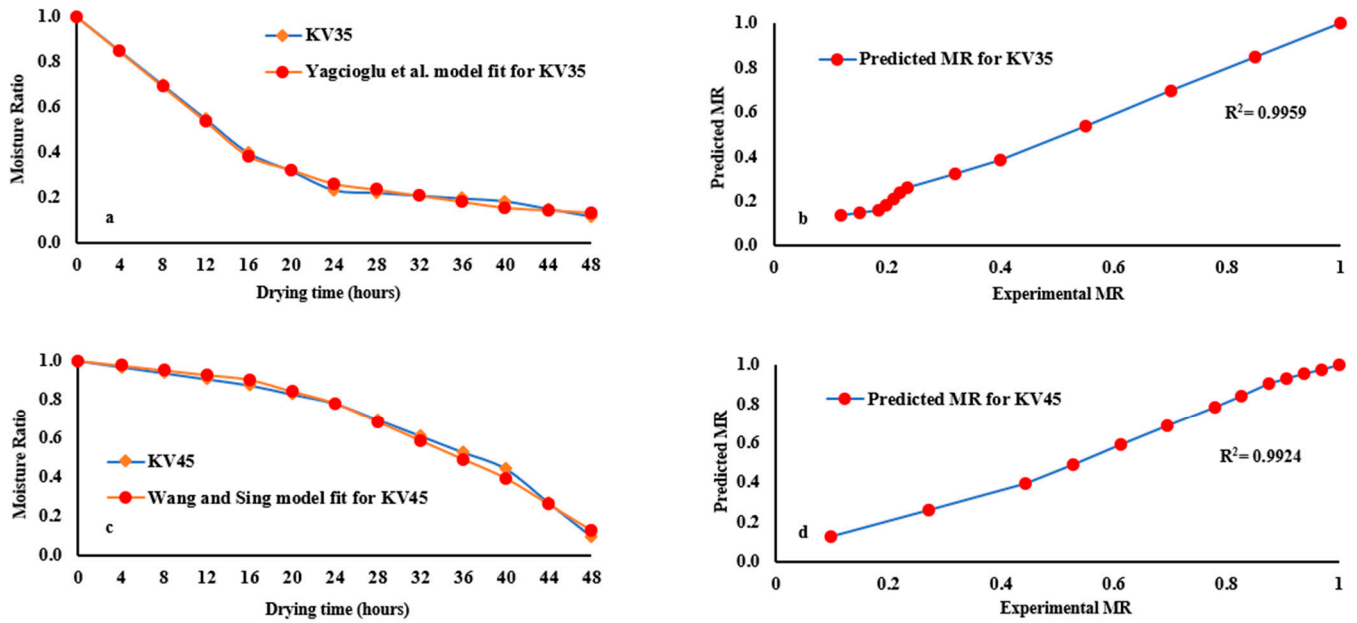 1.0
0.8
0.6
0.4
0.2
0.0
Moisture Ratio
KV35
Yagcioglu et al. model fit for KV35
a
0 4 8 12 16 20 24 28 32 36 40 44 48
Drying time (hours)
1.0
0.8
0.6
0.4
0.2
0.0
Predicted MR
Predicted MR for KV35
R²= 0.9959
b
0 0.2 0.4 0.6 0.8 1
Experimental MR
1.0
0.8
0.6
0.4
0.2
0.0
Moisture Ratio
KV45
Wang and Sing model fit for KV45
c
0 4 8 12 16 20 24 28 32 36 40 44 48
Drying time (hours)
1.0
0.8
0.6
0.4
0.2
0.0
Predicted MR
Predicted MR for KV45
R²= 0.9924
d
0 0.2 0.4 0.6 0.8 1
Experimental MR